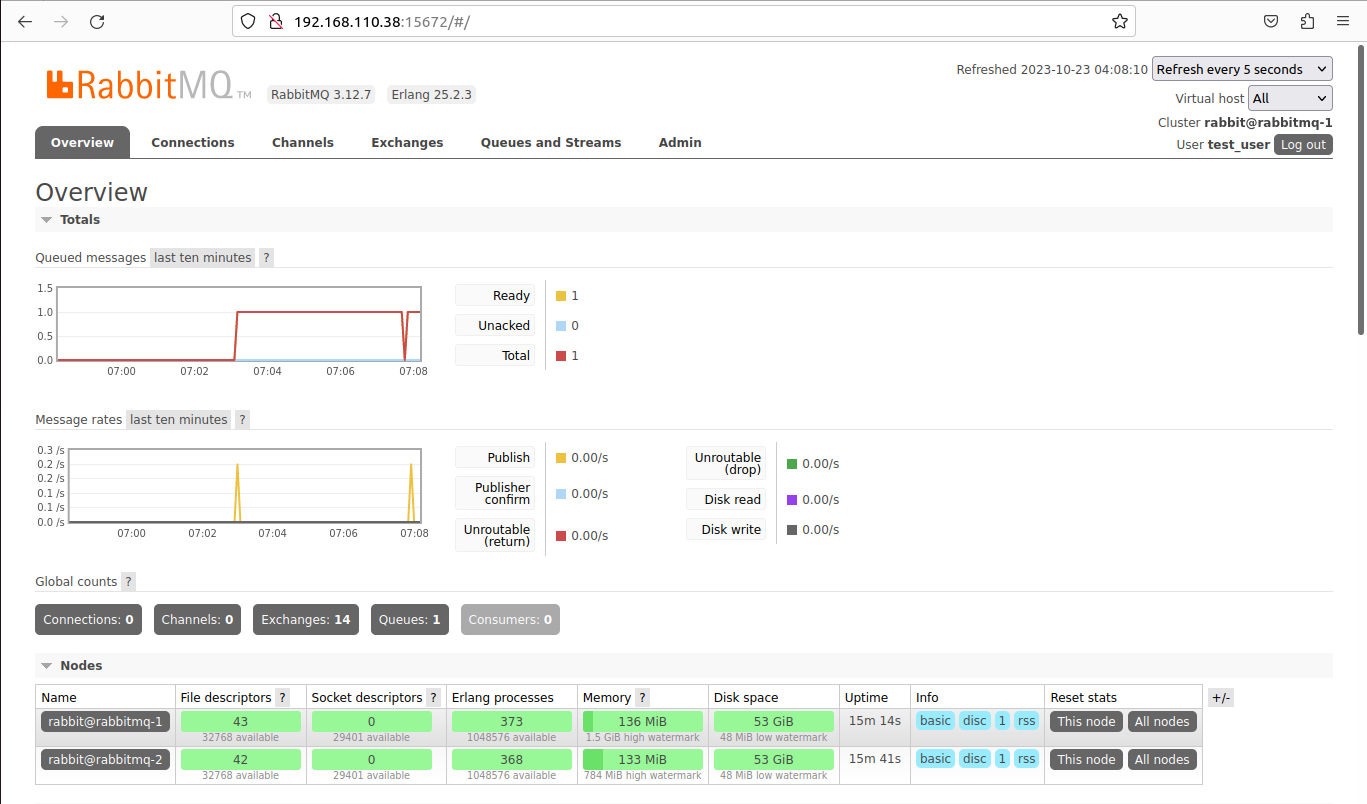 192.168.110.38:15672/#/
RabbitMQ TM RabbitMQ 3.12.7 Erlang 25.2.3
Refreshed 2023-10-23 04:08:10 Refresh every 5 seconds
Virtual host All
Cluster rabbit@rabbitmq-1
User test_user Log out
Overview Connections Channels Exchanges Queues and Streams Admin
Overview
Totals
Queued messages last ten minutes ?
1.5
1.0
0.5
0.0
07:00 07:02 07:04 07:06 07:08
Ready 1
Unacked 0
Total 1
Message rates last ten minutes ?
0.3 /s
0.2 /s
0.2 /s
0.1 /s
0.1 /s
0.0 /s
07:00 07:02 07:04 07:06 07:08
Publish 0.00/s
Publisher
confirm 0.00/s
Unroutable
(return) 0.00/s
Unroutable
(drop) 0.00/s
Disk read 0.00/s
Disk write 0.00/s
Global counts ?
Connections: 0 Channels: 0 Exchanges: 14 Queues: 1 Consumers: 0
Nodes
Name File descriptors ? Socket descriptors ? Erlang processes Memory ? Disk space Uptime Info Reset stats +/-
rabbit@rabbitmq-1 43 0 373 136 MiB 53 GiB 15m 14s basic disc 1 rss This node All nodes
32768 available 29401 available 1048576 available 1.5 GiB high watermark 48 MiB low watermark
rabbit@rabbitmq-2 42 0 368 133 MiB 53 GiB 15m 41s basic disc 1 rss This node All nodes
32768 available 29401 available 1048576 available 784 MiB high watermark 48 MiB low watermark